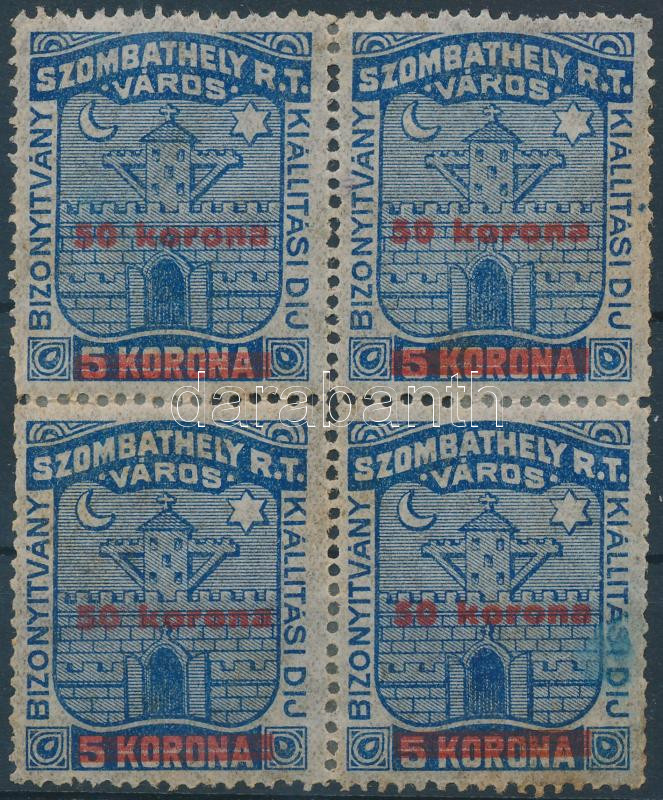 SZOMBATHELY R.T.
VÁROS
BIZONYITVÁNY
KIÁLLITÁSI DIJ
50 korona
5 KORONA
SZOMBATHELY R.T.
VÁROS
BIZONYITVÁNY
KIÁLLITÁSI DIJ
50 korona
5 KORONA
darabanth
SZOMBATHELY R.T.
VÁROS
BIZONYITVÁNY
KIÁLLITÁSI DIJ
50 korona
5 KORONA
SZOMBATHELY R.T.
VÁROS
BIZONYITVÁNY
KIÁLLITÁSI DIJ
50 korona
5 KORONA